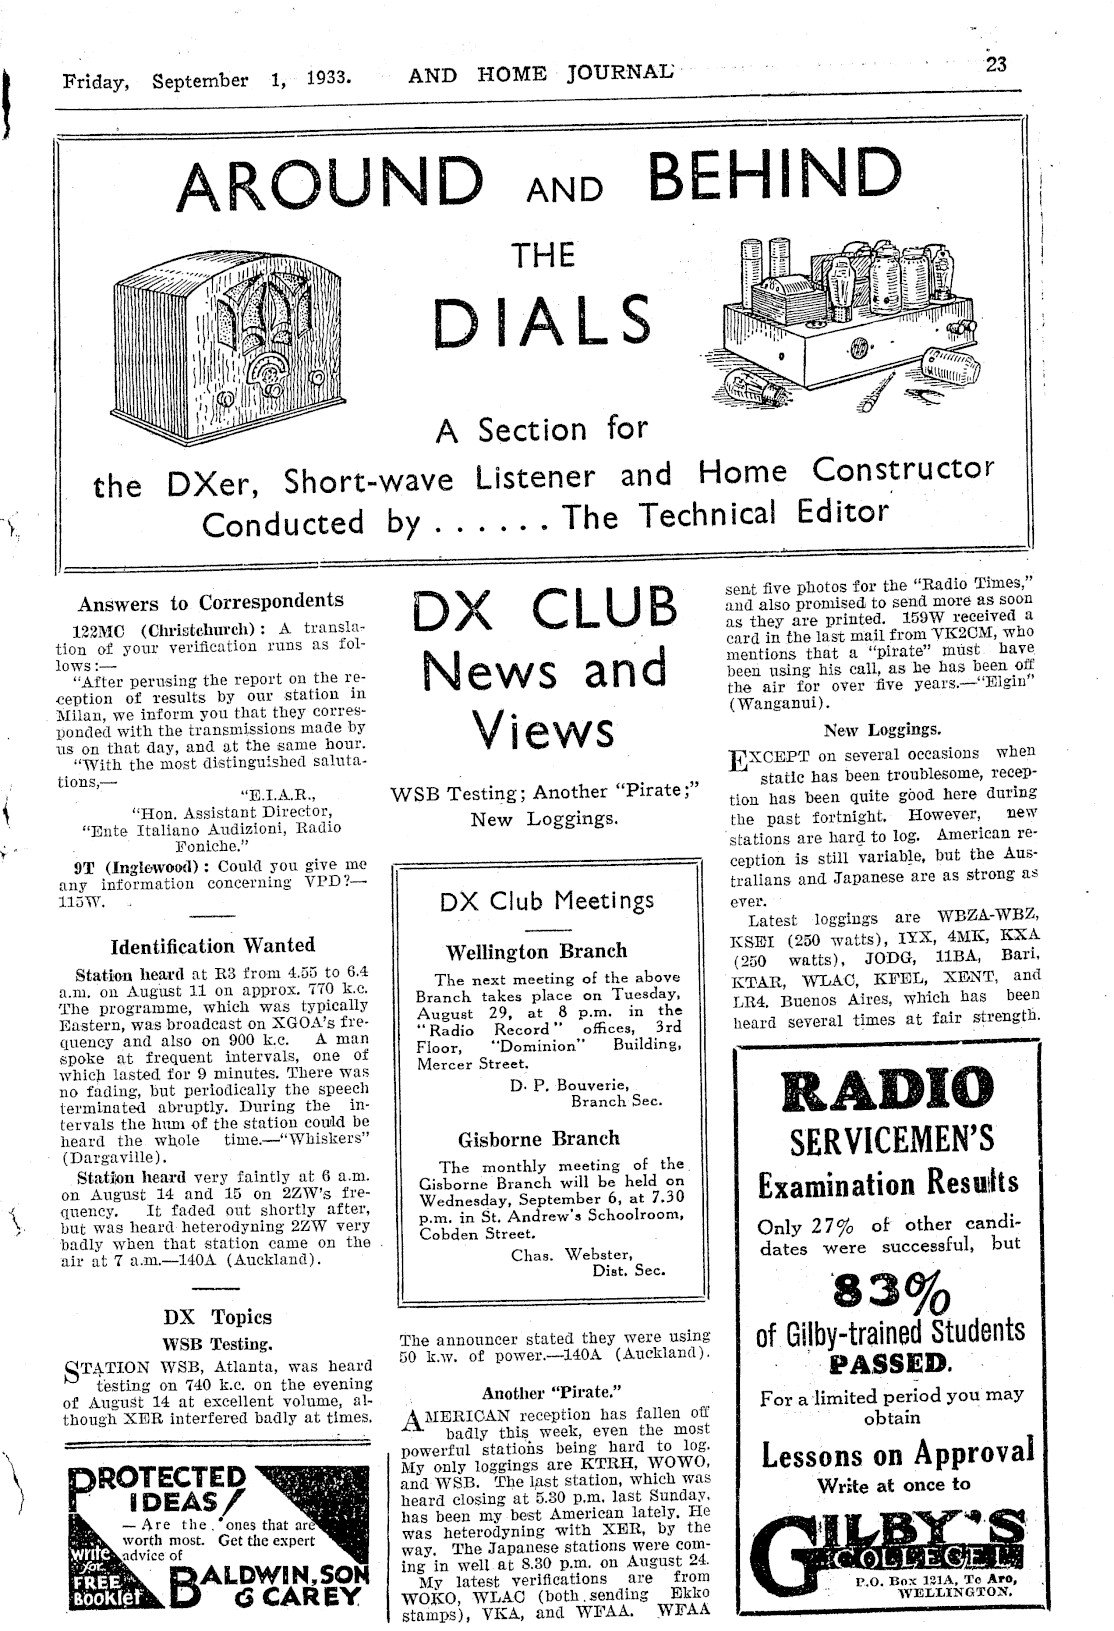 Friday, September 1, 1933.
AND HOME JOURNAL
23
AROUND AND BEHIND
THE
DIALS
A Section for
the DXer, Short-wave Listener and Home Constructor
Conducted by . . . . . . The Technical Editor
Answers to Correspondents
122MC (Christchurch): A transla-
tion of your verification runs as fol-
lows:—
"After perusing the report on the re-
ception of results by our station in
Milan, we inform you that they corres-
ponded with the transmissions made by
us on that day, and at the same hour.
"With the most distinguished saluta-
tions,—
"E.I.A.R.,
"Hon. Assistant Director,
"Ente Italiano Audizioni, Radio
Foniche."
9T (Inglewood): Could you give me
any information concerning VPD?—
115W.
Identification Wanted
Station heard at R3 from 4.55 to 6.4
a.m. on August 11 on approx. 770 k.c.
The programme, which was typically
Eastern, was broadcast on XGOA's fre-
quency and also on 900 k.c. A man
spoke at frequent intervals, one of
which lasted for 9 minutes. There was
no fading, but periodically the speech
terminated abruptly. During the in-
tervals the hum of the station could be
heard the whole time.—"Whiskers"
(Dargaville).
Station heard very faintly at 6 a.m.
on August 14 and 15 on 2ZW's fre-
quency. It faded out shortly after,
but was heard heterodyning 2ZW very
badly when that station came on the
air at 7 a.m.—140A (Auckland).
DX Topics
WSB Testing.
STATION WSB, Atlanta, was heard
testing on 740 k.c. on the evening
of August 14 at excellent volume, al-
though XER interfered badly at times.
PROTECTED
IDEAS!
— Are the ones that are
worth most. Get the expert
advice of
Write
for
FREE
Booklet
BALDWIN, SON
& CAREY
DX CLUB
News and
Views
WSB Testing; Another "Pirate;"
New Loggings.
DX Club Meetings
Wellington Branch
The next meeting of the above
Branch takes place on Tuesday,
August 29, at 8 p.m. in the
"Radio Record" offices, 3rd
Floor, "Dominion" Building,
Mercer Street.
D. P. Bouverie,
Branch Sec.
Gisborne Branch
The monthly meeting of the
Gisborne Branch will be held on
Wednesday, September 6, at 7.30
p.m. in St. Andrew's Schoolroom,
Cobden Street.
Chas. Webster,
Dist. Sec.
The announcer stated they were using
50 k.w. of power.—140A (Auckland).
Another "Pirate."
AMERICAN reception has fallen off
badly this week, even the most
powerful stations being hard to log.
My only loggings are KTRH, WOWO,
and WSB. The last station, which was
heard closing at 5.30 p.m. last Sunday,
has been my best American lately. He
was heterodyning with XER, by the
way. The Japanese stations were com-
ing in well at 8.30 p.m. on August 24.
My latest verifications are from
WOKO, WLAC (both sending Ekko
stamps), VKA, and WFAA. WFAA
sent five photos for the "Radio Times,"
and also promised to send more as soon
as they are printed. 159W received a
card in the last mail from VK2CM, who
mentions that a "pirate" must have
been using his call, as he has been off
the air for over five years.—"Elgin"
(Wanganui).
New Loggings.
EXCEPT on several occasions when
static has been troublesome, recep-
tion has been quite good here during
the past fortnight. However, new
stations are hard to log. American re-
ception is still variable, but the Aus-
tralians and Japanese are as strong as
ever.
Latest loggings are WBZA-WBZ,
KSEI (250 watts), 1YX, 4MK, KXA
(250 watts), JODG, 11BA, Bari,
KTAR, WLAC, KFEL, XENT, and
LR4, Buenos Aires, which has been
heard several times at fair strength.
RADIO
SERVICEMEN'S
Examination Results
Only 27% of other candi-
dates were successful, but
83%
of Gilby-trained Students
PASSED.
For a limited period you may
obtain
Lessons on Approval
Write at once to
GILBY'S
COLLEGE LTD
P.O. Box 121A, Te Aro,
WELLINGTON.